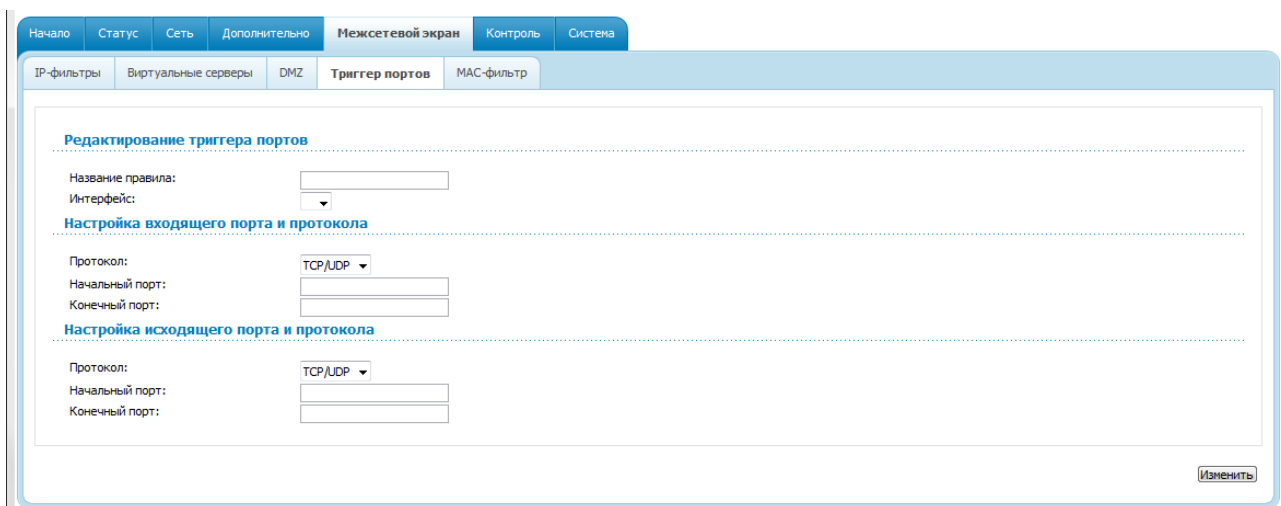 Начало Статус Сеть Дополнительно Межсетевой экран Контроль Система
IP-фильтры Виртуальные серверы DMZ Триггер портов MAC-фильтр
Редактирование триггера портов
Название правила:
Интерфейс:
Настройка входящего порта и протокола
Протокол: TCP/UDP
Начальный порт:
Конечный порт:
Настройка исходящего порта и протокола
Протокол: TCP/UDP
Начальный порт:
Конечный порт:
Изменить